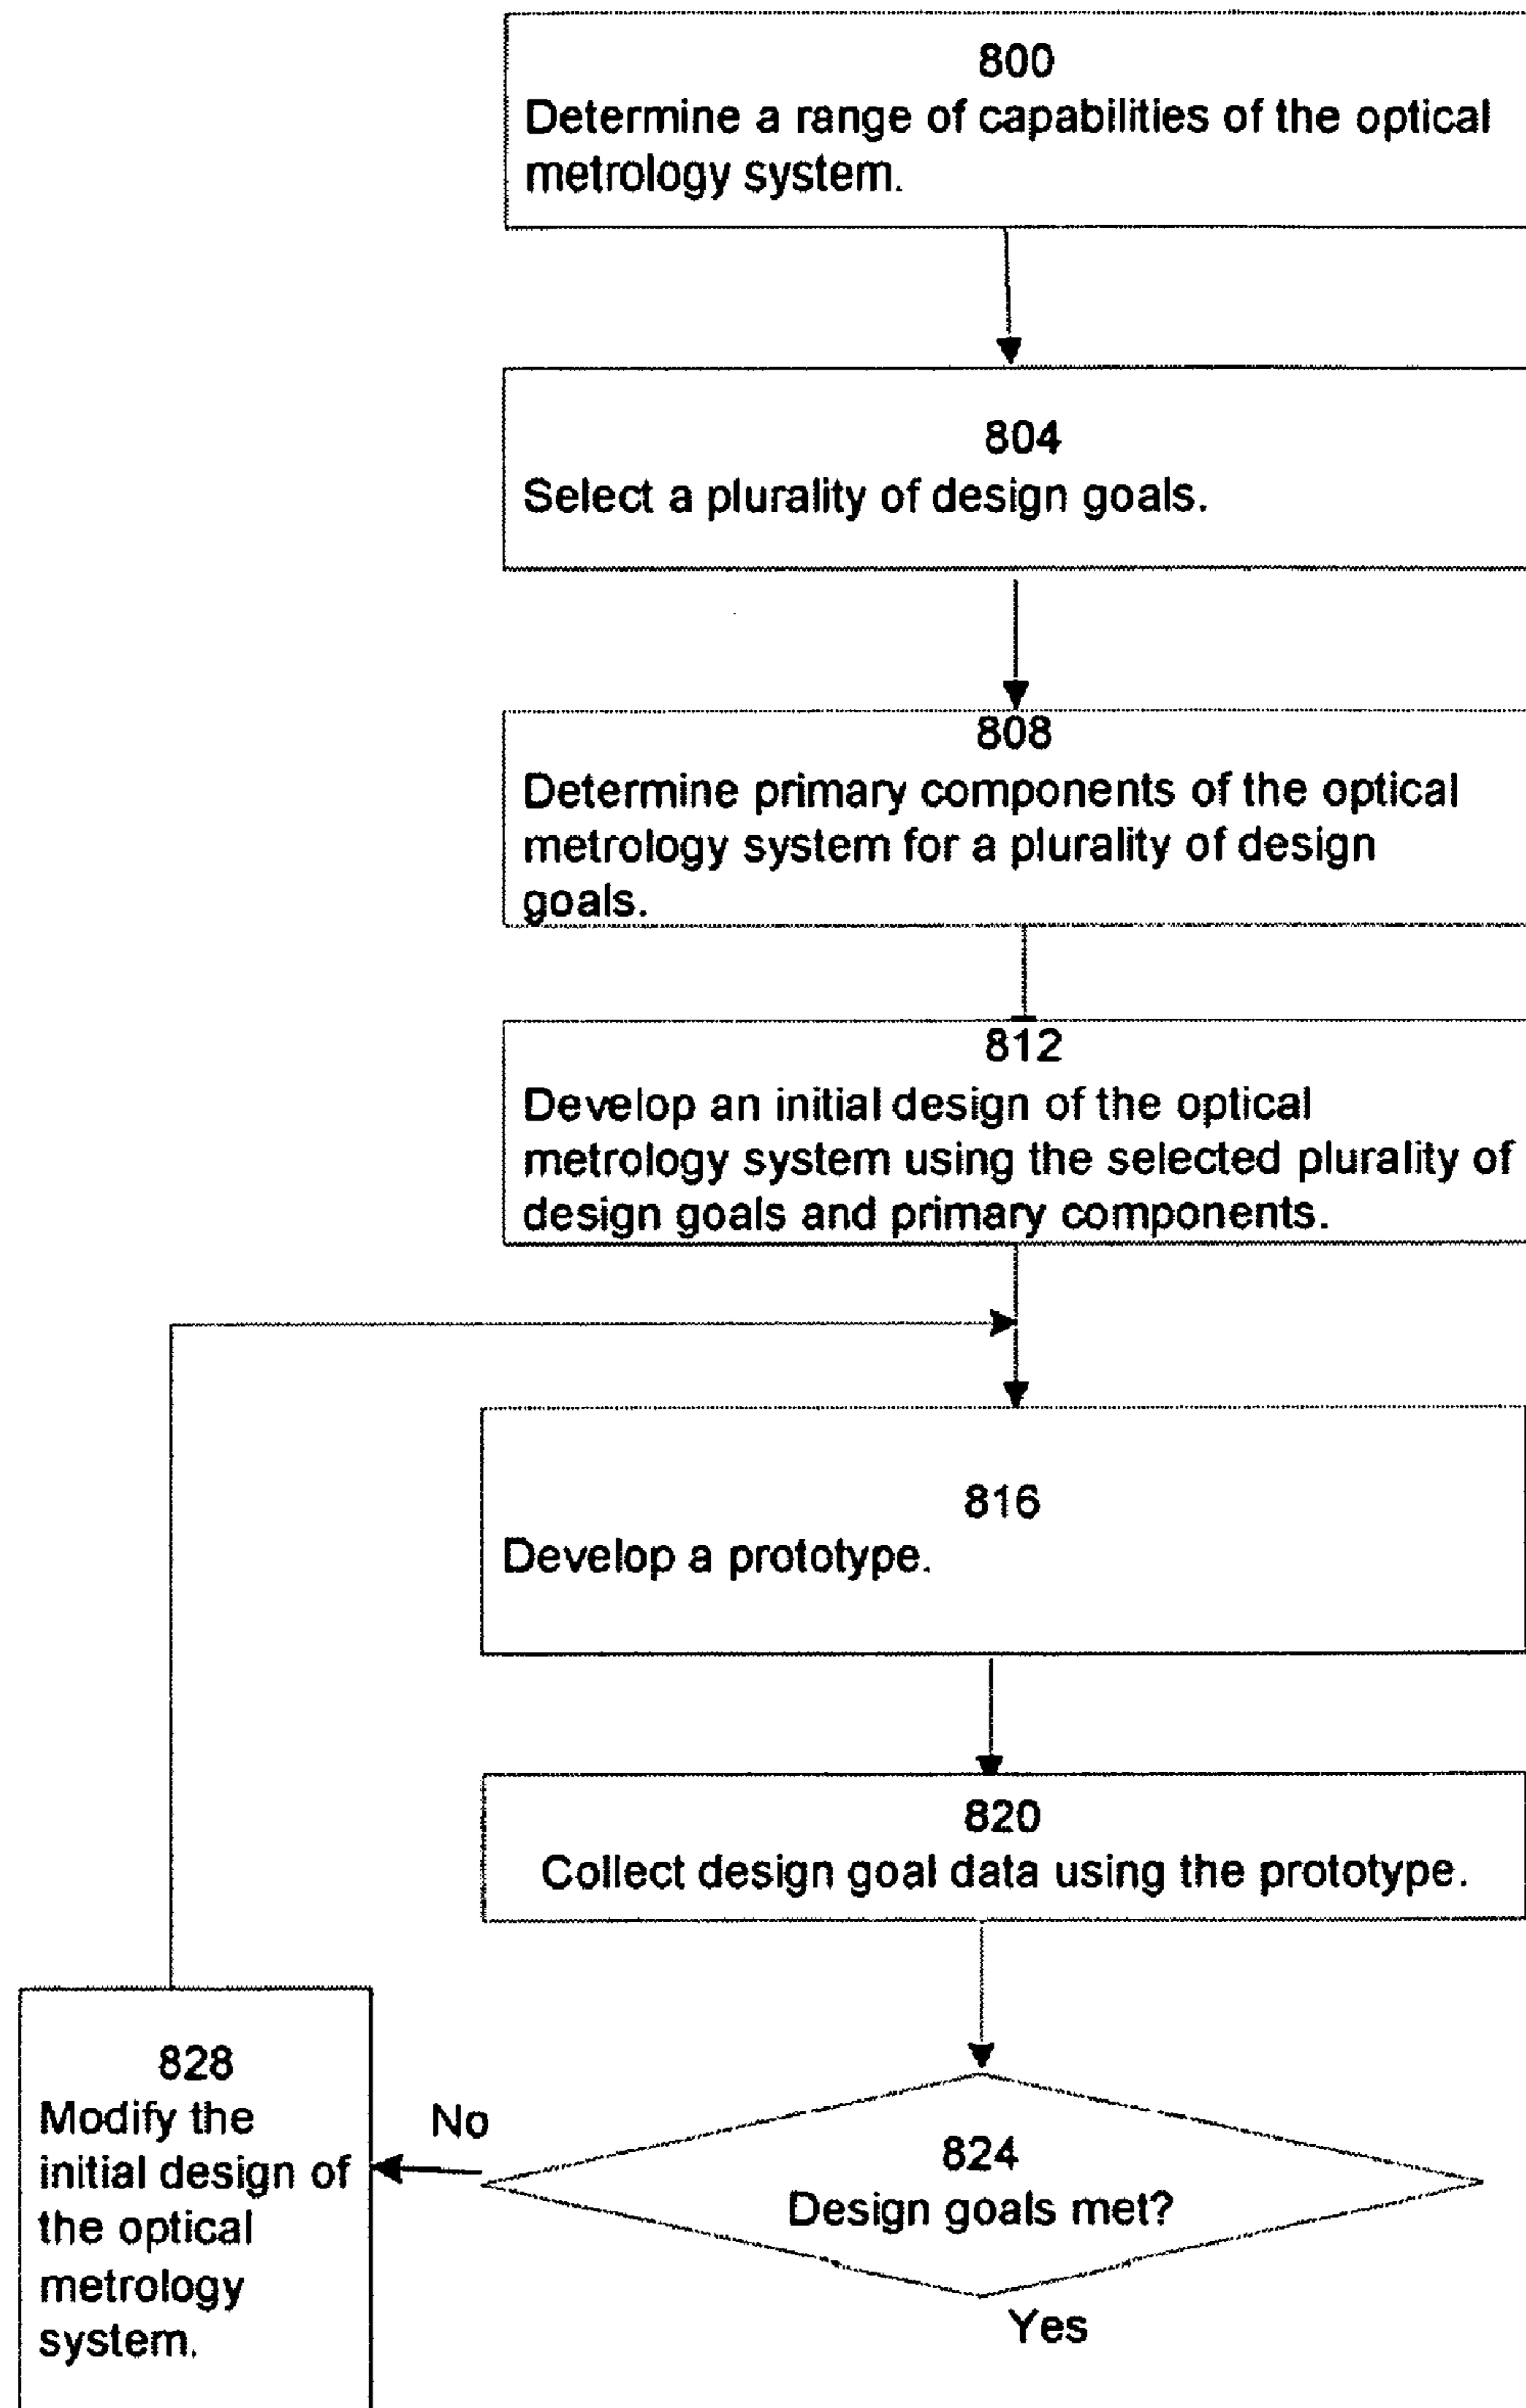 800
Determine a range of capabilities of the optical
metrology system.
804
Select a plurality of design goals.
808
Determine primary components of the optical
metrology system for a plurality of design
goals.
812
Develop an initial design of the optical
metrology system using the selected plurality of
design goals and primary components.
816
Develop a prototype.
820
Collect design goal data using the prototype.
824
Design goals met?
Yes
No
828
Modify the
initial design of
the optical
metrology
system.